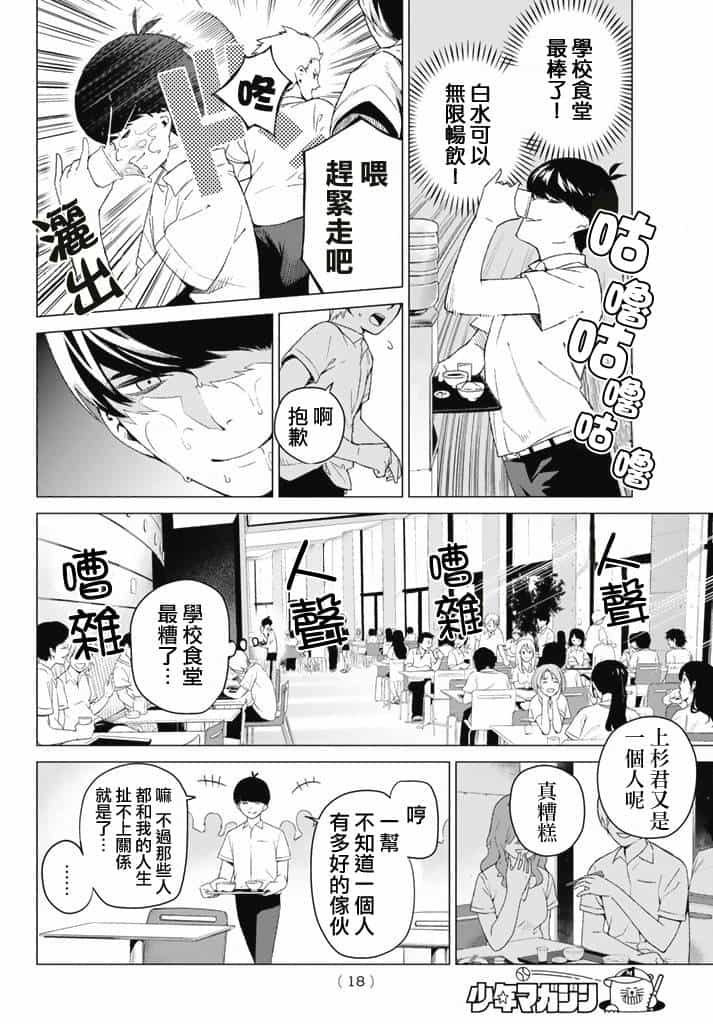 學校食堂
最棒了！
白水可以
無限暢飲！
咕嚕咕嚕咕嚕
咚
喂
趕緊走吧
灑出
啊
抱歉
嘈雜
人聲
嘈雜
人聲
學校食堂
最糟了…
上杉君又是
一個人呢
真糟糕
哼
一幫
不知道一個人
有多好的傢伙
嘛 不過那些人
都和我的人生
扯不上關係
就是了…
……
(18)
少年マガジン